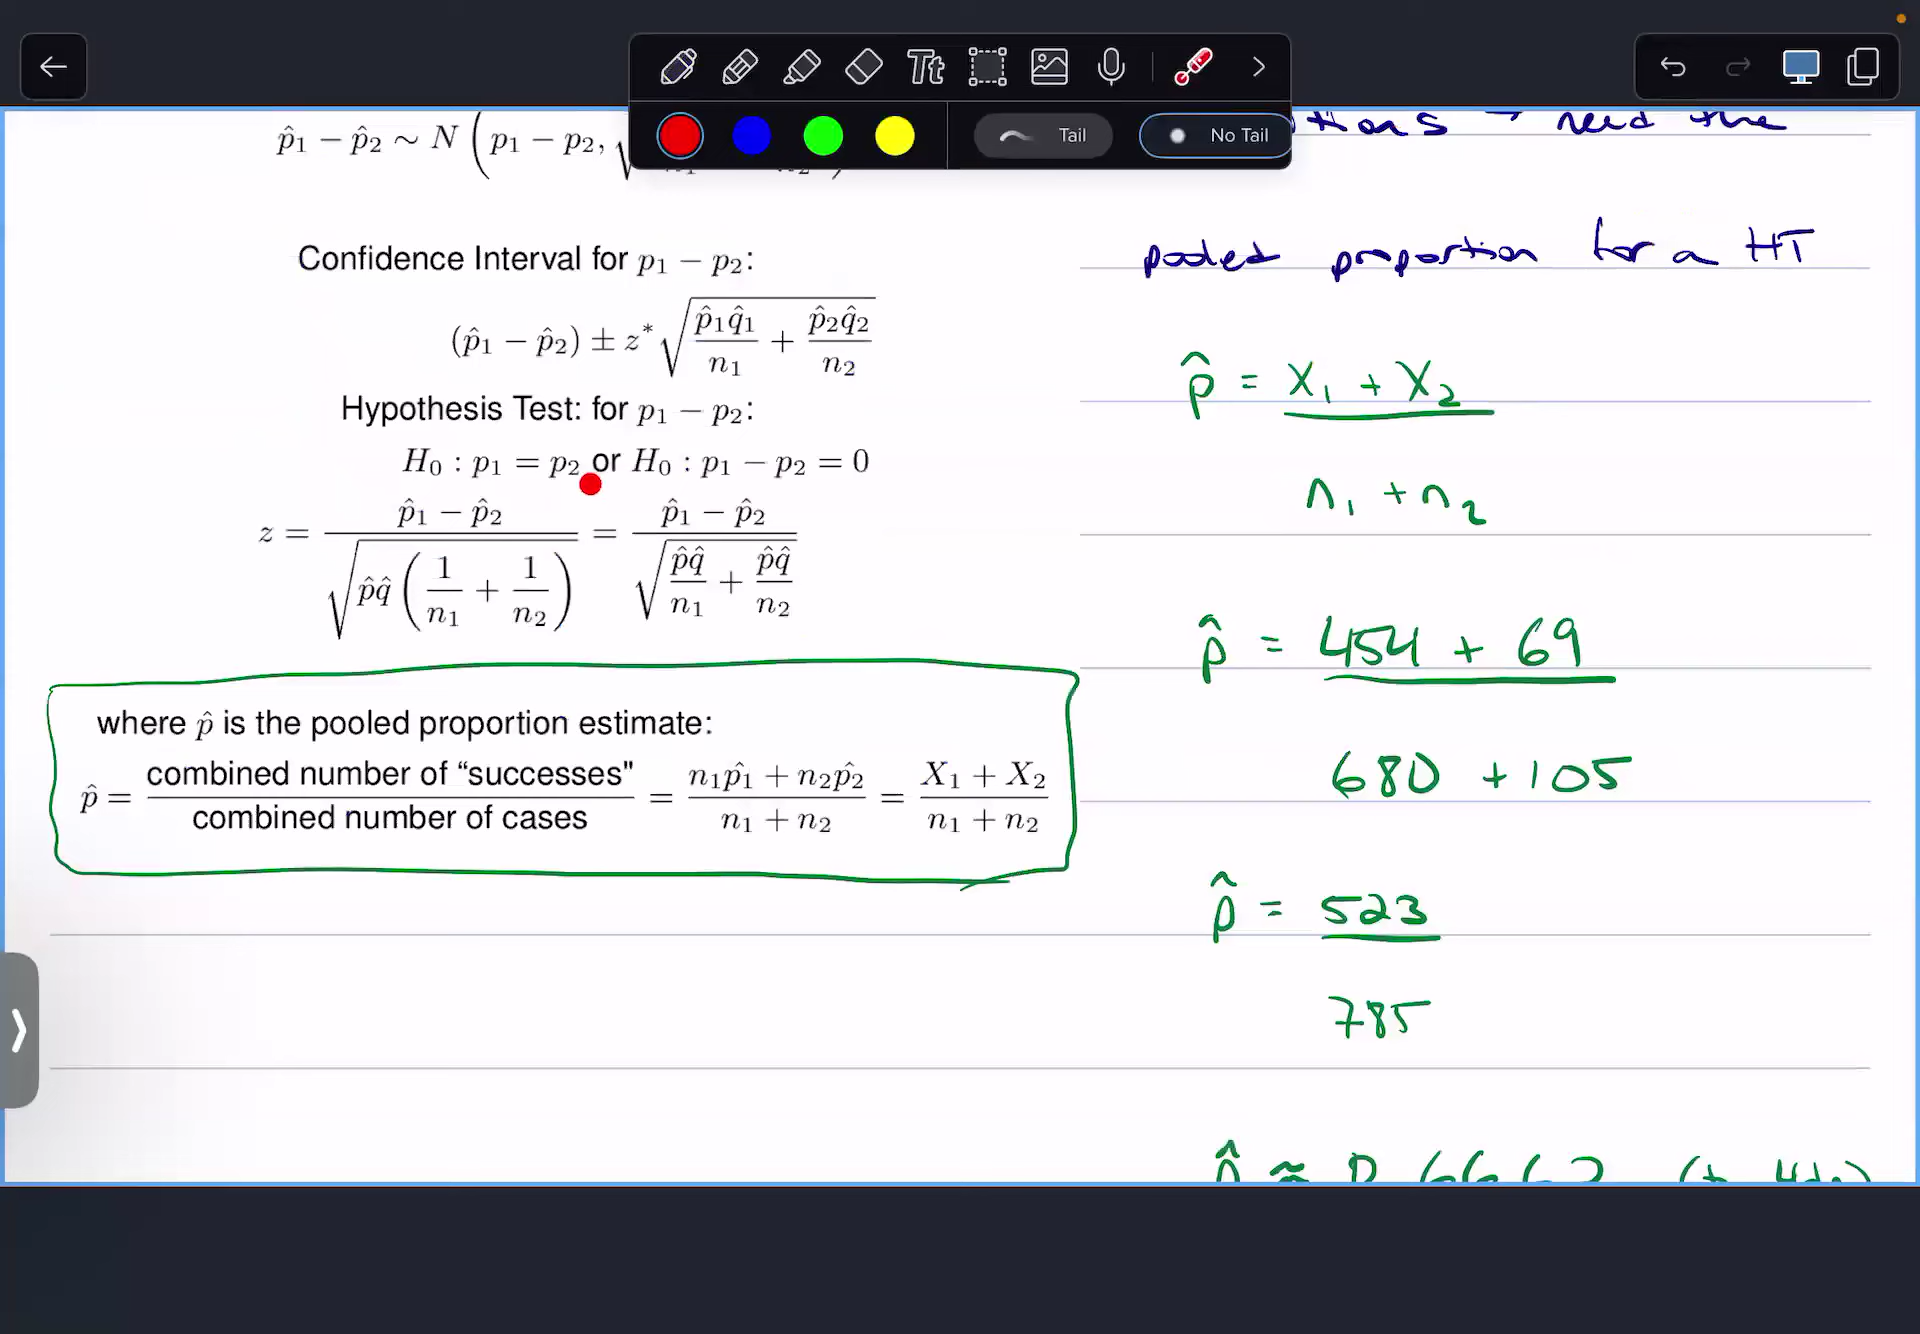 Tt
Tail
No Tail
p̂₁ − p̂₂ ∼ N ( p₁ − p₂, √
need the
Confidence Interval for p₁ − p₂:
(p̂₁ − p̂₂) ± z* √( p̂₁q̂₁/n₁ + p̂₂q̂₂/n₂ )
Hypothesis Test: for p₁ − p₂:
H₀ : p₁ = p₂ or H₀ : p₁ − p₂ = 0
z = (p̂₁ − p̂₂) / √( p̂q̂ ( 1/n₁ + 1/n₂ ) ) = (p̂₁ − p̂₂) / √( p̂q̂/n₁ + p̂q̂/n₂ )
where p̂ is the pooled proportion estimate:
p̂ = combined number of “successes" / combined number of cases = (n₁p̂₁ + n₂p̂₂) / (n₁ + n₂) = (X₁ + X₂) / (n₁ + n₂)
pooled proportion for a HT
p̂ = X₁ + X₂
n₁ + n₂
p̂ = 454 + 69
680 + 105
p̂ = 523
785